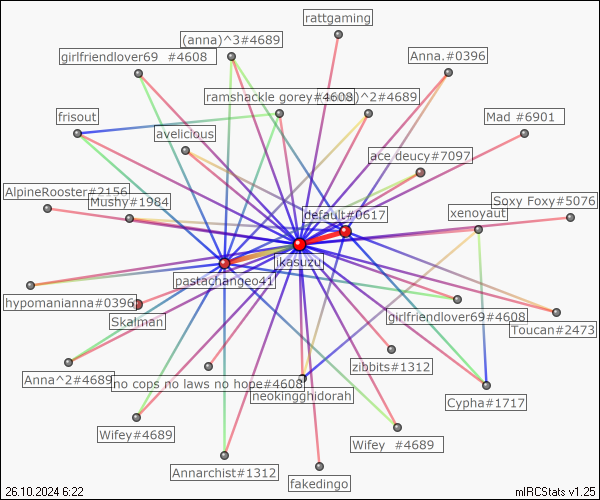 rattgaming
(anna)^3#4689
girlfriendlover69 #4608
Anna.#0396
ramshackle gorey#4608
)^2#4689
frisout
Mad #6901
avelicious
ace deucy#7097
AlpineRooster#2156
Mushy#1984
Soxy Foxy#5076
default#0617
xenoyaut
ikasuzu
pastachangeo41
hypomanianna#0396
Skalman
girlfriendlover69#4608
Toucan#2473
zibbits#1312
Anna^2#4689
no cops no laws no hope#4608
neokingghidorah
Cypha#1717
Wifey#4689
Wifey #4689
Annarchist#1312
fakedingo
26.10.2024 6:22
mIRCStats v1.25